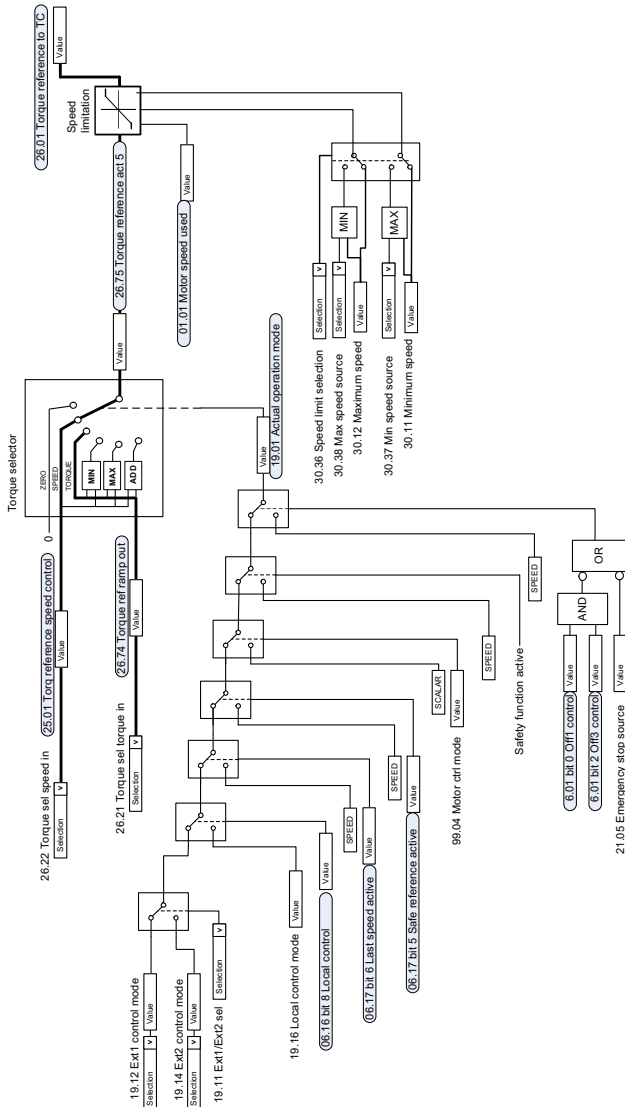 Torque selector
26.22 Torque sel speed in
Selection v
25.01 Torq reference speed control
Value
0
ZERO
SPEED
TORQUE
MIN
MAX
ADD
26.21 Torque sel torque in
Selection v
26.74 Torque ref ramp out
Value
Value
26.75 Torque reference act 5
Speed
limitation
26.01 Torque reference to TC
Value
01.01 Motor speed used
Value
19.01 Actual operation mode
Value
19.12 Ext1 control mode
Selection v
Value
19.14 Ext2 control mode
Selection v
Value
19.11 Ext1/Ext2 sel
Selection v
19.16 Local control mode
Value
06.16 bit 8 Local control
Value
SPEED
06.17 bit 6 Last speed active
Value
SPEED
06.17 bit 5 Safe reference active
Value
SCALAR
99.04 Motor ctrl mode
Value
SPEED
Safety function active
SPEED
6.01 bit 0 Off1 control
Value
6.01 bit 2 Off3 control
Value
AND
OR
21.05 Emergency stop source
Value
30.36 Speed limit selection
Selection v
30.38 Max speed source
Selection v
MIN
30.12 Maximum speed
Value
30.37 Min speed source
Selection v
MAX
30.11 Minimum speed
Value